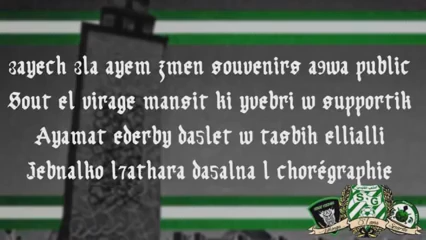 3ayech 3la ayem zmen souvenirs a9wa public
Sout el virage mansit ki yvebri w supportik
Ayamat ederby da5let w tasbih ellialli
Jebnalko l7athara da5alna l chorégraphie